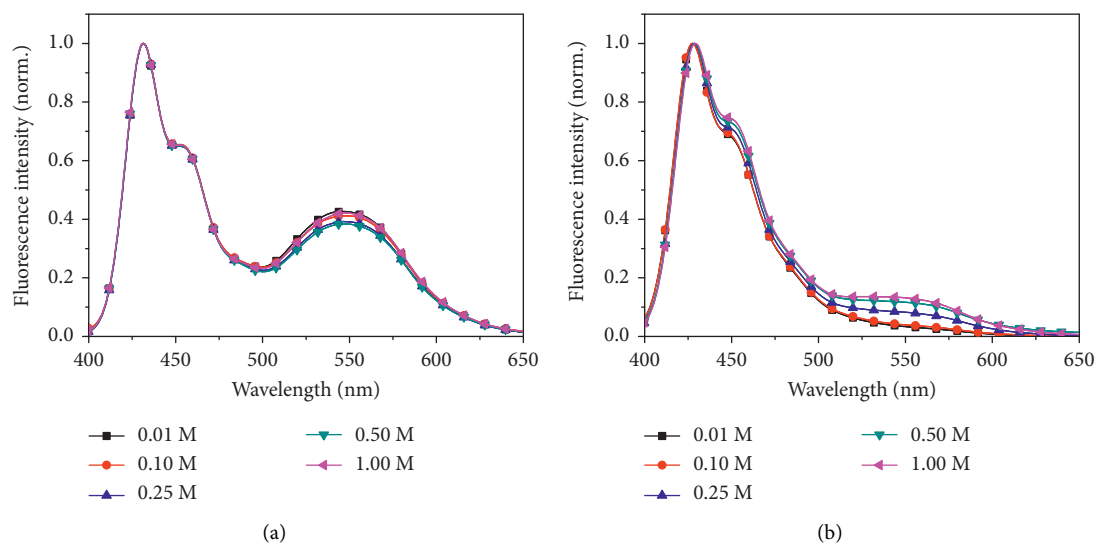 1.0
0.8
0.6
0.4
0.2
0.0
Fluorescence intensity (norm.)
400 450 500 550 600 650
Wavelength (nm)
0.01 M
0.10 M
0.25 M
0.50 M
1.00 M
(a)
1.0
0.8
0.6
0.4
0.2
0.0
Fluorescence intensity (norm.)
400 450 500 550 600 650
Wavelength (nm)
0.01 M
0.10 M
0.25 M
0.50 M
1.00 M
(b)